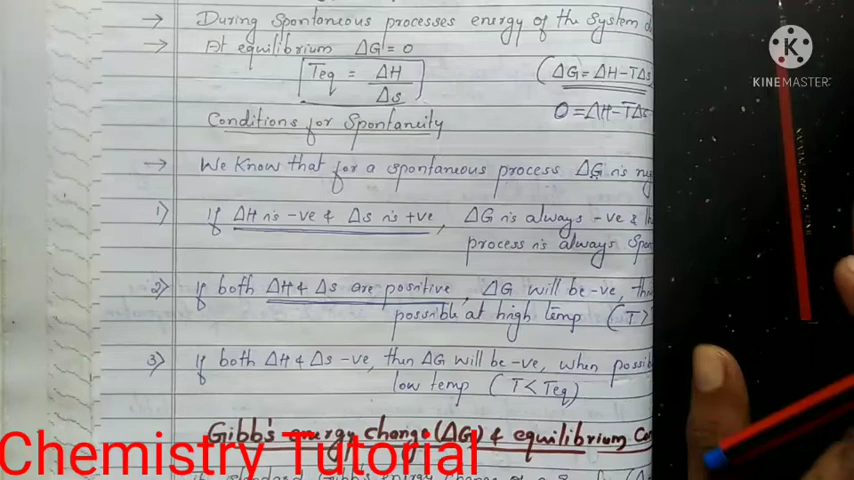 → During Spontaneous processes energy of the System
→ At equilibrium ΔG = 0
Teq = ΔH / ΔS
(ΔG = ΔH - TΔS
0 = ΔH - TΔS
Conditions for Spontaneity
→ We Know that for a spontaneous process ΔG is
1) If ΔH is -ve & ΔS is +ve, ΔG is always -ve &
process is always
2) If both ΔH & ΔS are positive, ΔG will be -ve,
possible at high temp (T>
3) If both ΔH & ΔS -ve, then ΔG will be -ve, when
low temp (T < Teq)
Gibb's energy change (ΔG) & equilibrium
Chemistry Tutorial
K
KINEMASTER